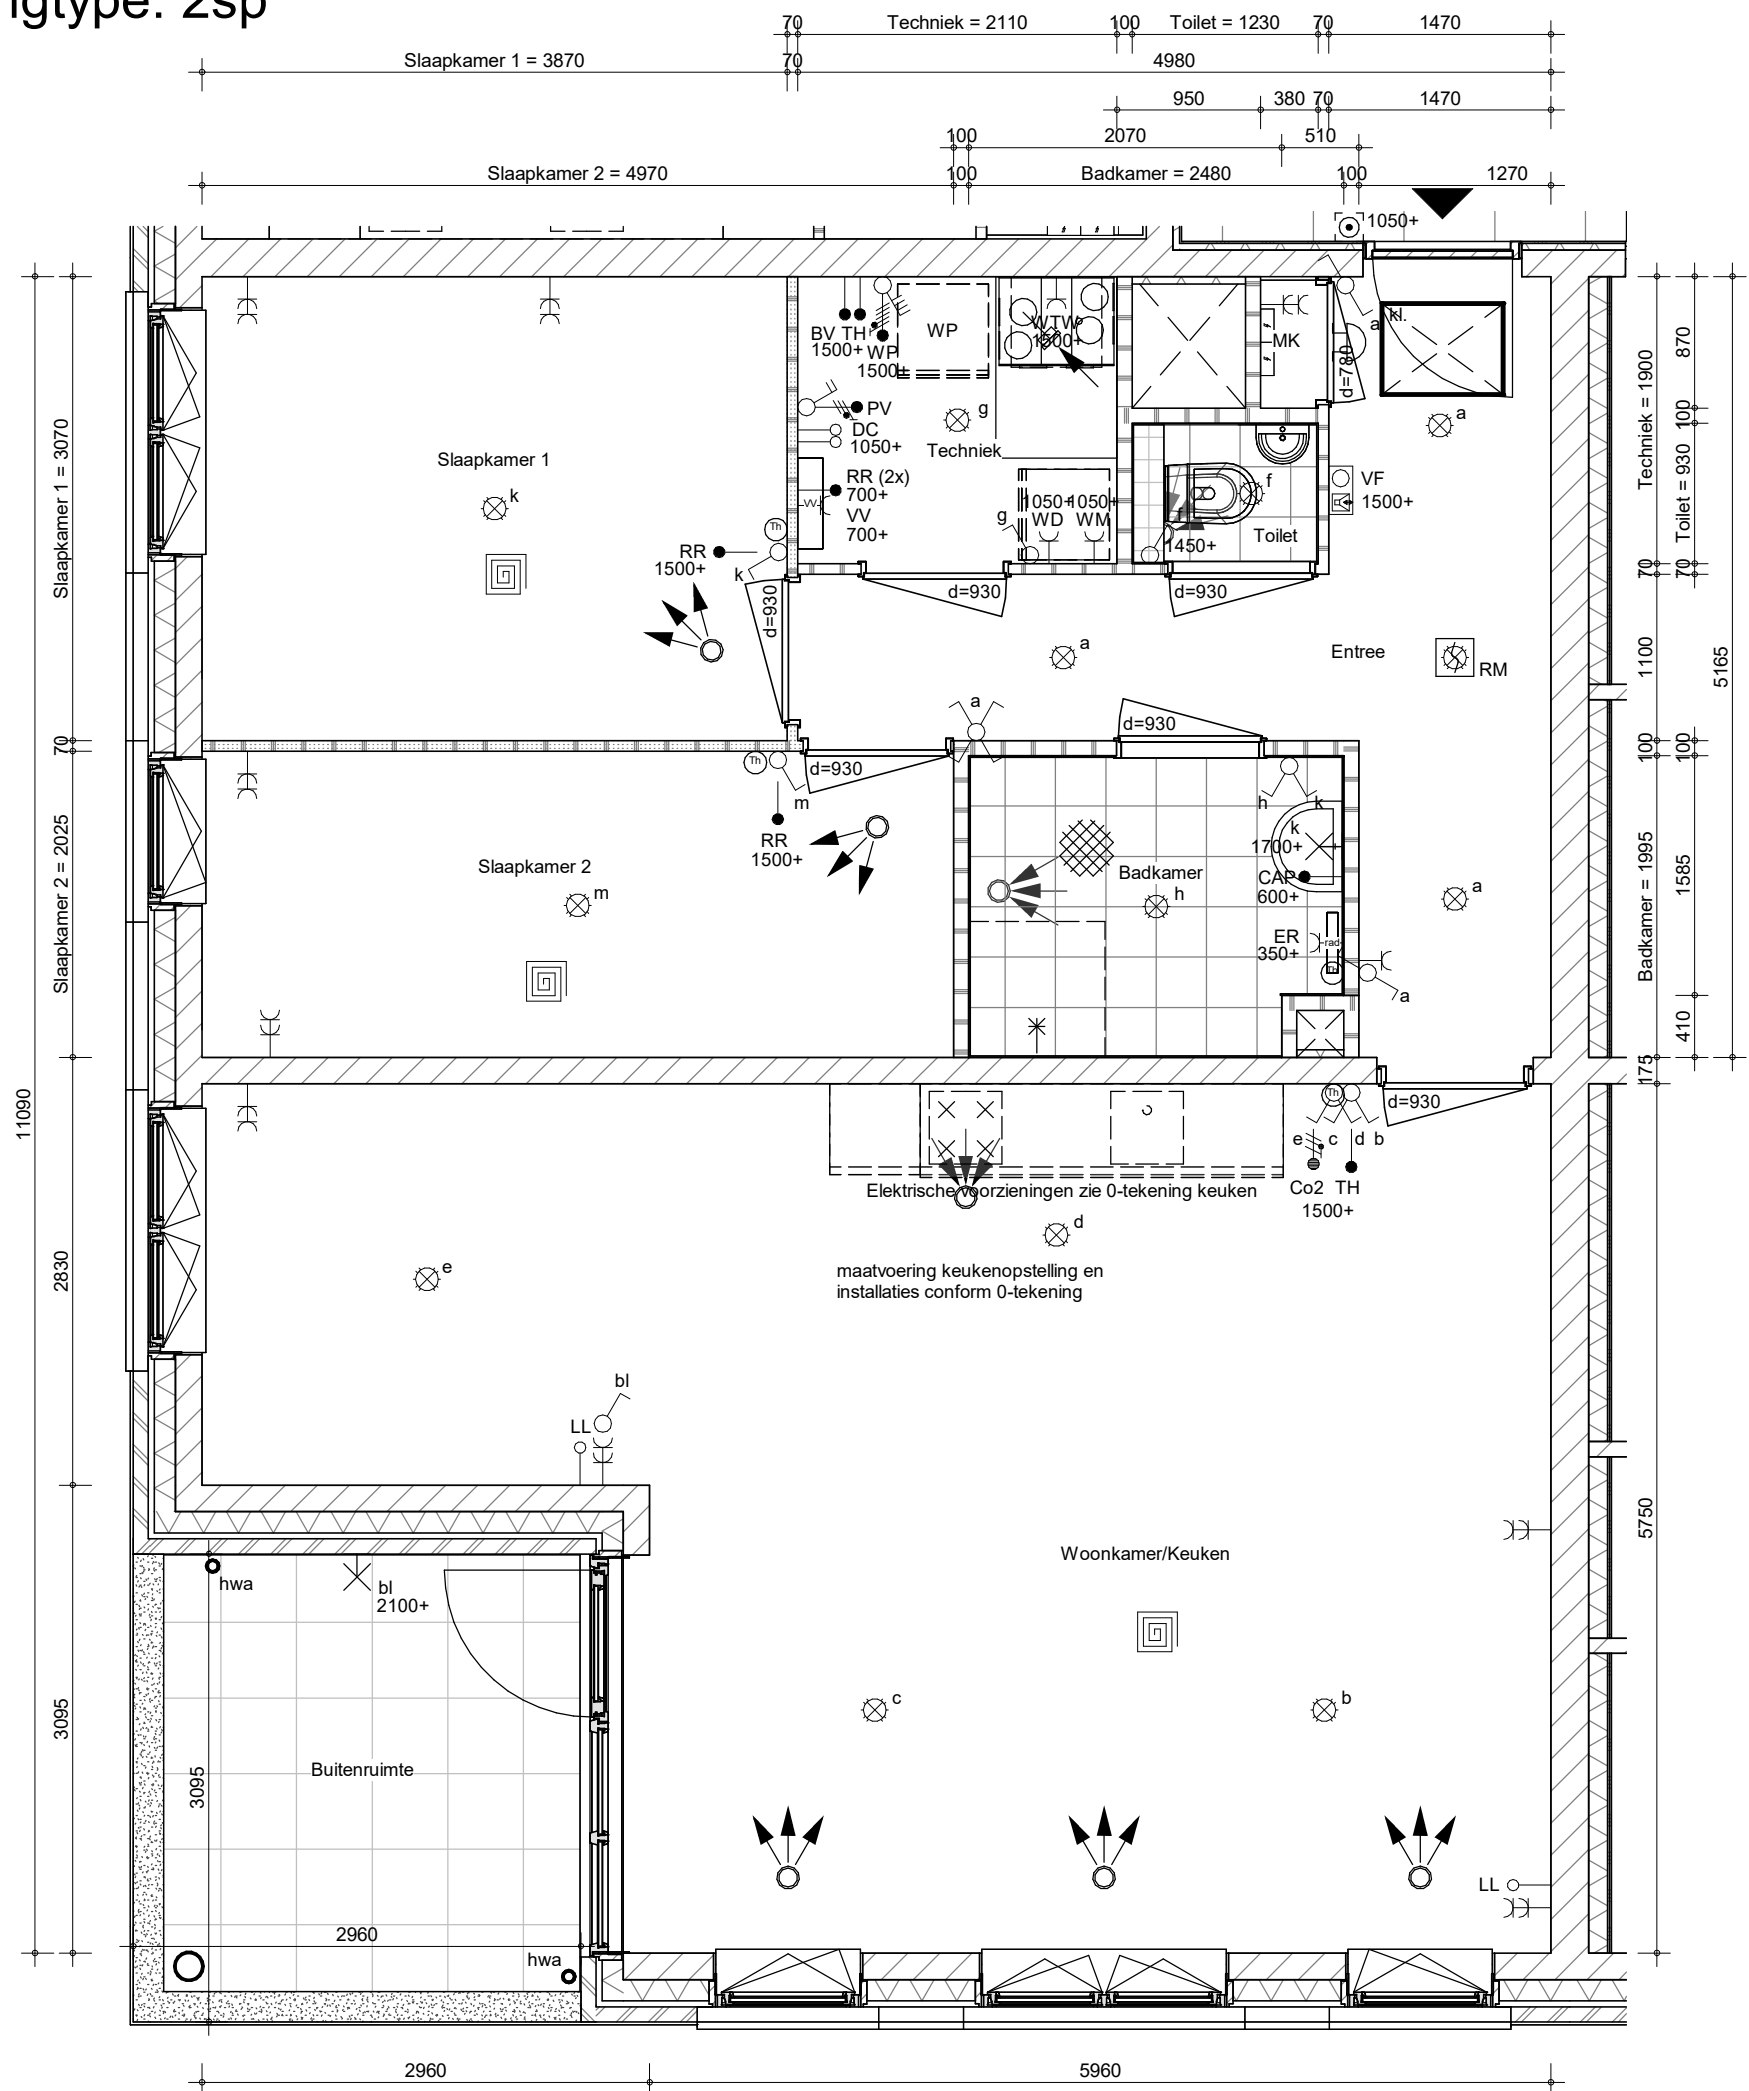 ngtype: 2sp
70 Techniek = 2110 100 Toilet = 1230 70 1470
Slaapkamer 1 = 3870 70 4980
950 380 70 1470
100 2070 510
Slaapkamer 2 = 4970 100 Badkamer = 2480 100 1270
1050+
kl.
a
BV TH
1500+
WP
1500+
WP
WTW
1500+
MK
d=780
a
PV
DC
1050+
g
Techniek
RR (2x)
700+
VV
700+
VV
g
1050+ 1050+
WD WM
f
f
1450+
Toilet
VF
1500+
Slaapkamer 1
k
Th
RR
1500+
k
d=930
d=930
d=930
a
Entree
RM
a
d=930
Th
d=930
m
RR
1500+
Slaapkamer 2
m
h k
k
1700+
Badkamer
CAP
600+
h
a
ER
350+
rad
Th
a
d=930
Th
e c d b
Co2 TH
1500+
Elektrische voorzieningen zie 0-tekening keuken
d
e
maatvoering keukenopstelling en
installaties conform 0-tekening
bl
LL
Woonkamer/Keuken
hwa
bl
2100+
c
b
Buitenruimte
3095
2960
hwa
LL
2960 5960
11090
Slaapkamer 1 = 3070
70
Slaapkamer 2 = 2025
2830
3095
Techniek = 1900
70
1100
100
Badkamer = 1995
175
5750
870
100
Toilet = 930
70
100
1585
410
5165